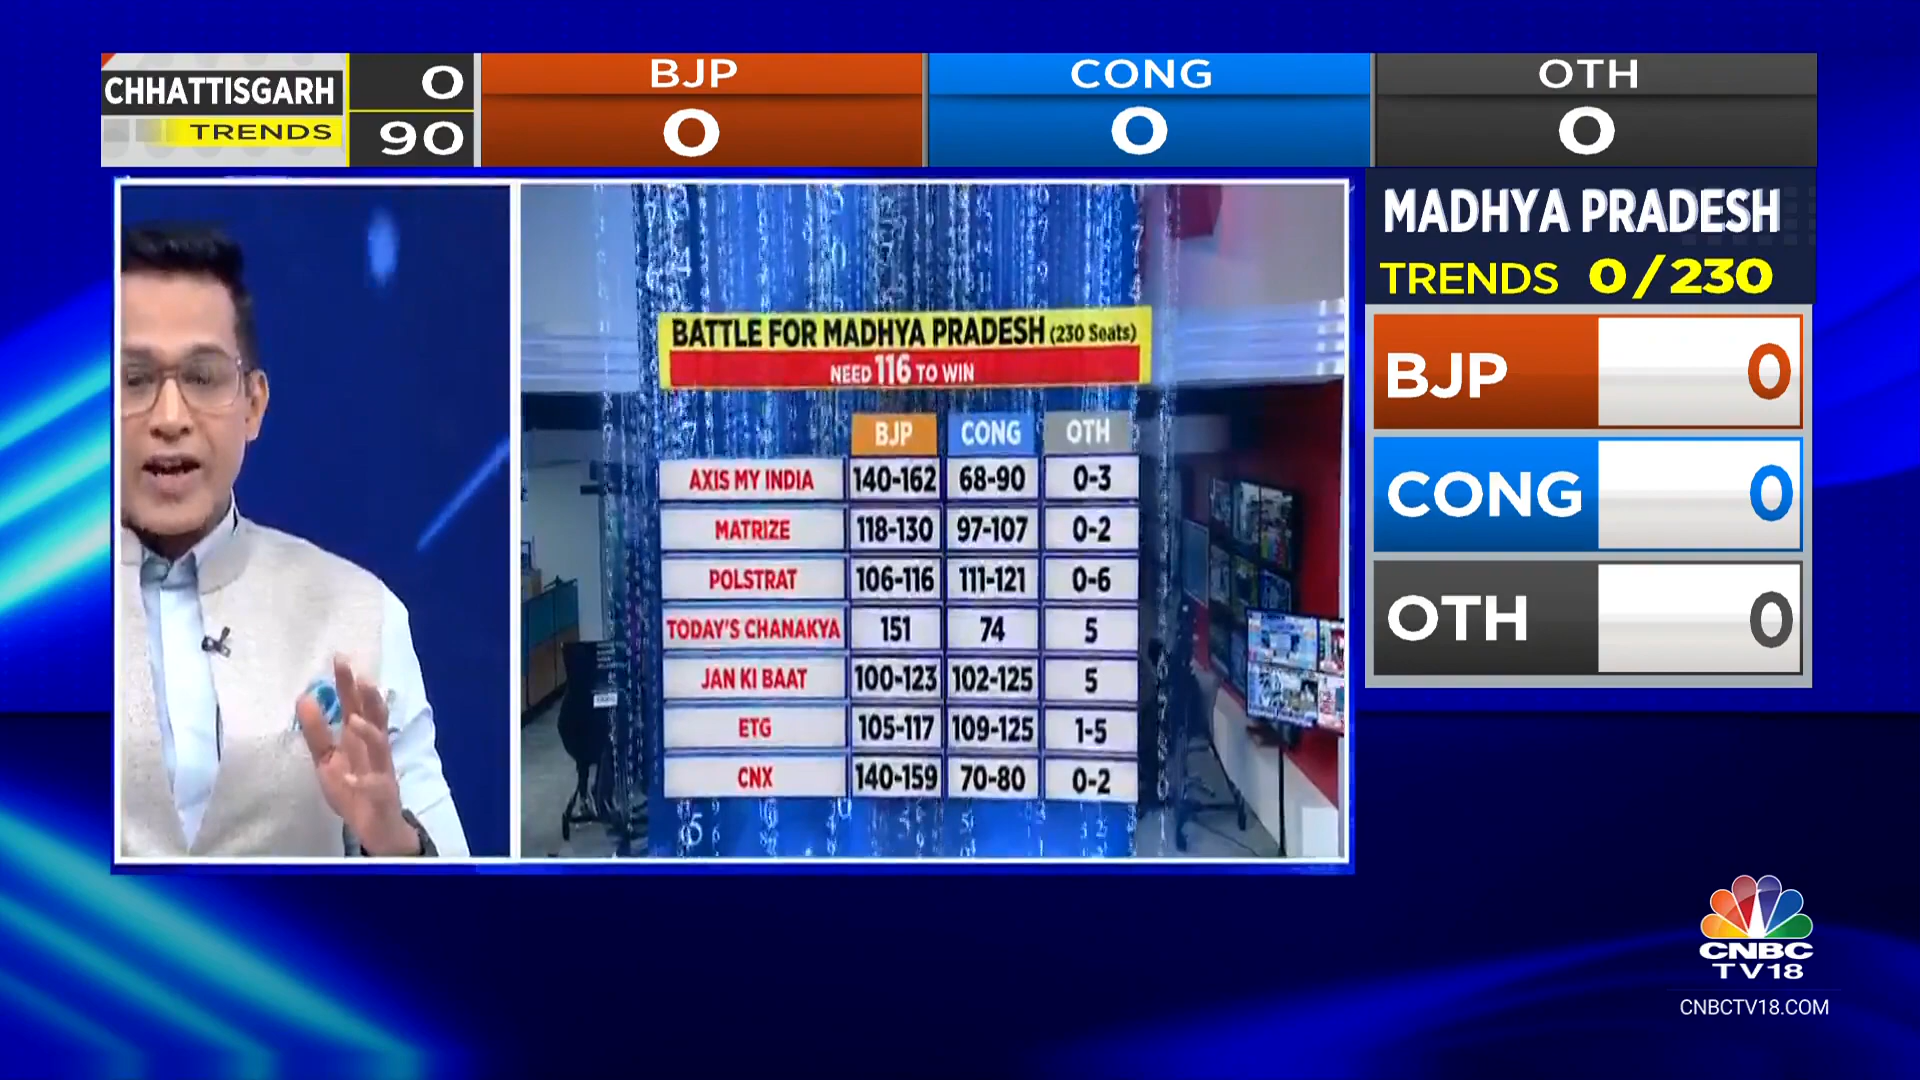 CHHATTISGARH
TRENDS
0
90
BJP
0
CONG
0
OTH
0
MADHYA PRADESH
TRENDS 0/230
BJP 0
CONG 0
OTH 0
BATTLE FOR MADHYA PRADESH (230 Seats)
NEED 116 TO WIN
BJP CONG OTH
AXIS MY INDIA 140-162 68-90 0-3
MATRIZE 118-130 97-107 0-2
POLSTRAT 106-116 111-121 0-6
TODAY'S CHANAKYA 151 74 5
JAN KI BAAT 100-123 102-125 5
ETG 105-117 109-125 1-5
CNX 140-159 70-80 0-2
CNBC
TV18
CNBCTV18.COM